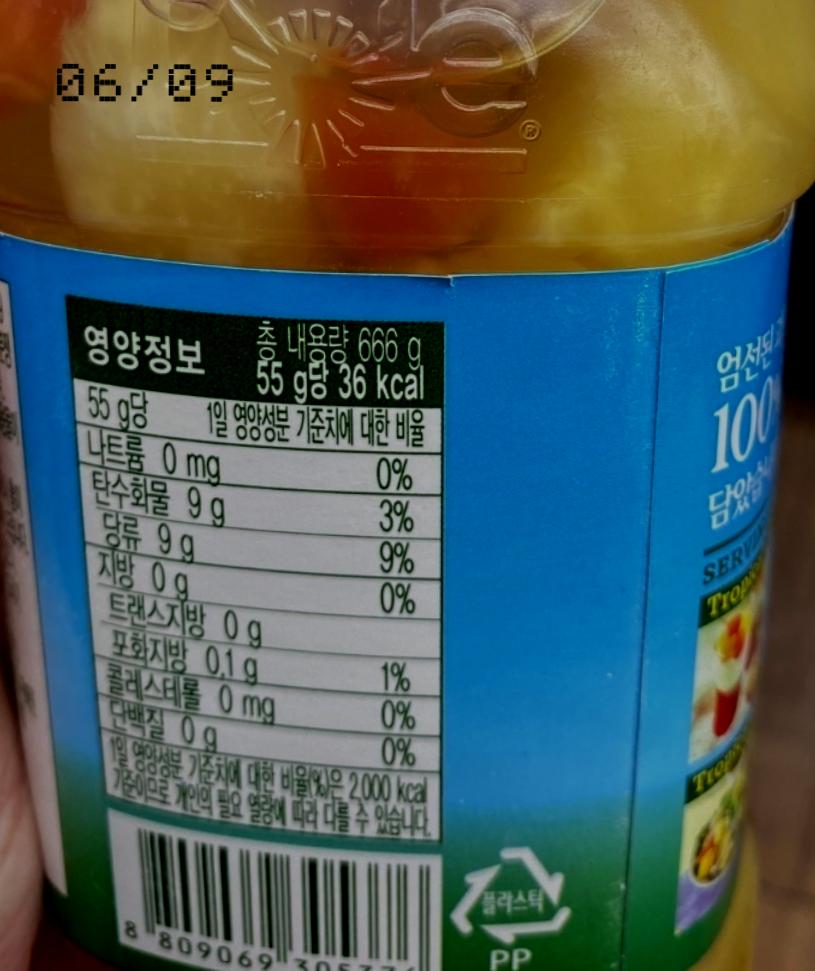 06/09
®
영양정보
총 내용량 666 g
55 g당 36 kcal
55 g당 1일 영양성분 기준치에 대한 비율
나트륨 0 mg 0%
탄수화물 9 g 3%
당류 9 g 9%
지방 0 g 0%
트랜스지방 0 g
포화지방 0.1 g 1%
콜레스테롤 0 mg 0%
단백질 0 g 0%
1일 영양성분 기준치에 대한 비율(%)은 2,000 kcal
기준이므로 개인의 필요 열량에 따라 다를 수 있습니다.
8 809069
플라스틱
PP
엄선된
100%
담았습
SERVIN
Tropic
Tropic